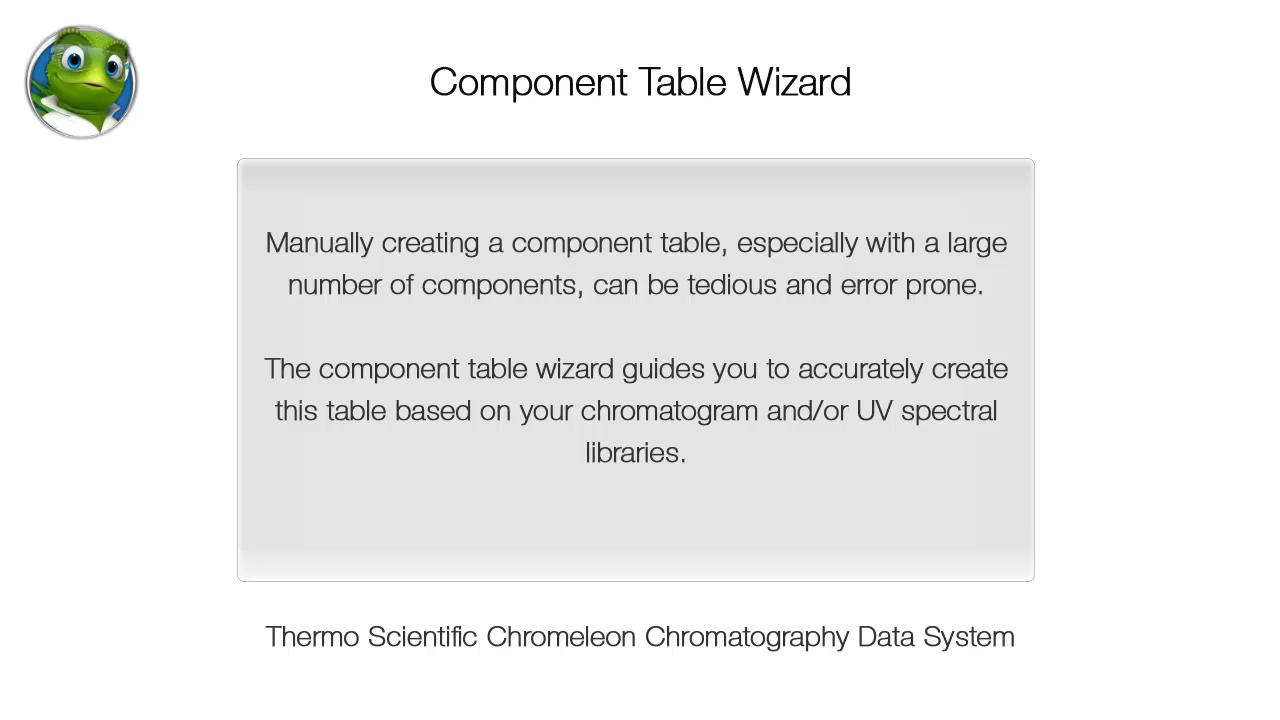 Component Table Wizard
Manually creating a component table, especially with a large
number of components, can be tedious and error prone.
The component table wizard guides you to accurately create
this table based on your chromatogram and/or UV spectral
libraries.
Thermo Scientific Chromeleon Chromatography Data System